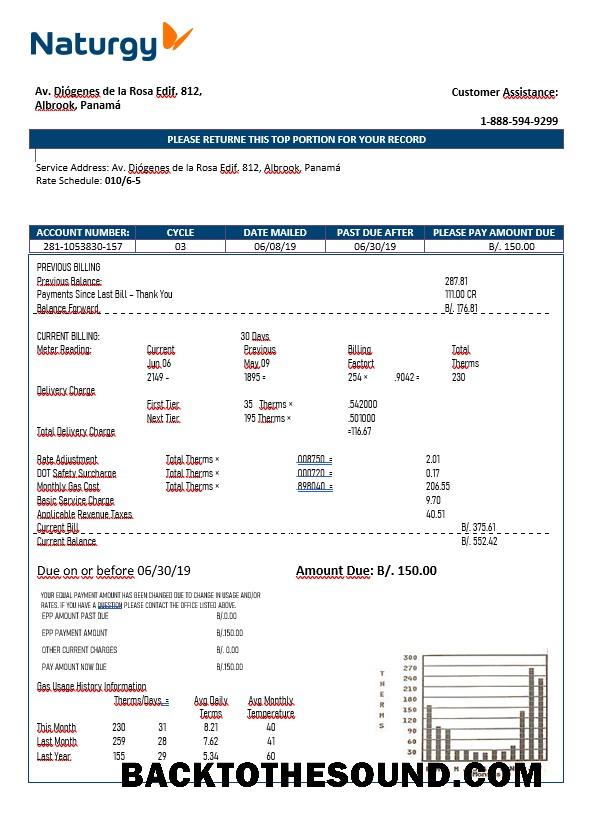 Naturgy
Av. Diógenes de la Rosa Edif. 812,
Albrook, Panamá
Customer Assistance:
1-888-594-9299
PLEASE RETURNE THIS TOP PORTION FOR YOUR RECORD
Service Address: Av. Diógenes de la Rosa Edif. 812, Albrook, Panamá
Rate Schedule: 010/6-5
ACCOUNT NUMBER: CYCLE DATE MAILED PAST DUE AFTER PLEASE PAY AMOUNT DUE
281-1053830-157 03 06/08/19 06/30/19 B/. 150.00
PREVIOUS BILLING
Previous Balance: 287.81
Payments Since Last Bill – Thank You 111.00 CR
Balance Forward B/. 176.81
CURRENT BILLING: 30 Days
Meter Reading: Current Previous Billing Total
Jun 06 May 09 Factort Therms
2149 - 1895 = 254 × .9042 = 230
Delivery Charge
First Tier 35 Therms × .542000
Next Tier 195 Therms × .501000
Total Delivery Charge =116.67
Rate Adjustment Total Therms × 008750 = 2.01
DOT Safety Surcharge Total Therms × 000720 = 0.17
Monthly Gas Cost Total Therms × 898040 = 206.55
Basic Service Charge 9.70
Applicable Revenue Taxes 40.51
Current Bill B/. 375.61
Current Balance B/. 552.42
Due on or before 06/30/19 Amount Due: B/. 150.00
YOUR EQUAL PAYMENT AMOUNT HAS BEEN CHANGED DUE TO CHANGE IN USAGE AND/OR
RATES. IF YOU HAVE A QUESTION PLEASE CONTACT THE OFFICE LISTED ABOVE.
EPP AMOUNT PAST DUE B/.0.00
EPP PAYMENT AMOUNT B/.150.00
OTHER CURRENT CHARGES B/. 0.00
PAY AMOUNT NOW DUE B/.150.00
Gas Usage History Information
Therms/Days = Avg Daily Avg Monthly
Terms Temperature
This Month 230 31 8.21 40
Last Month 259 28 7.62 41
Last Year 155 29 5.34 60
THERMS
300
270
240
210
180
150
120
90
60
30
Months
BACKTOTHESOUND.COM